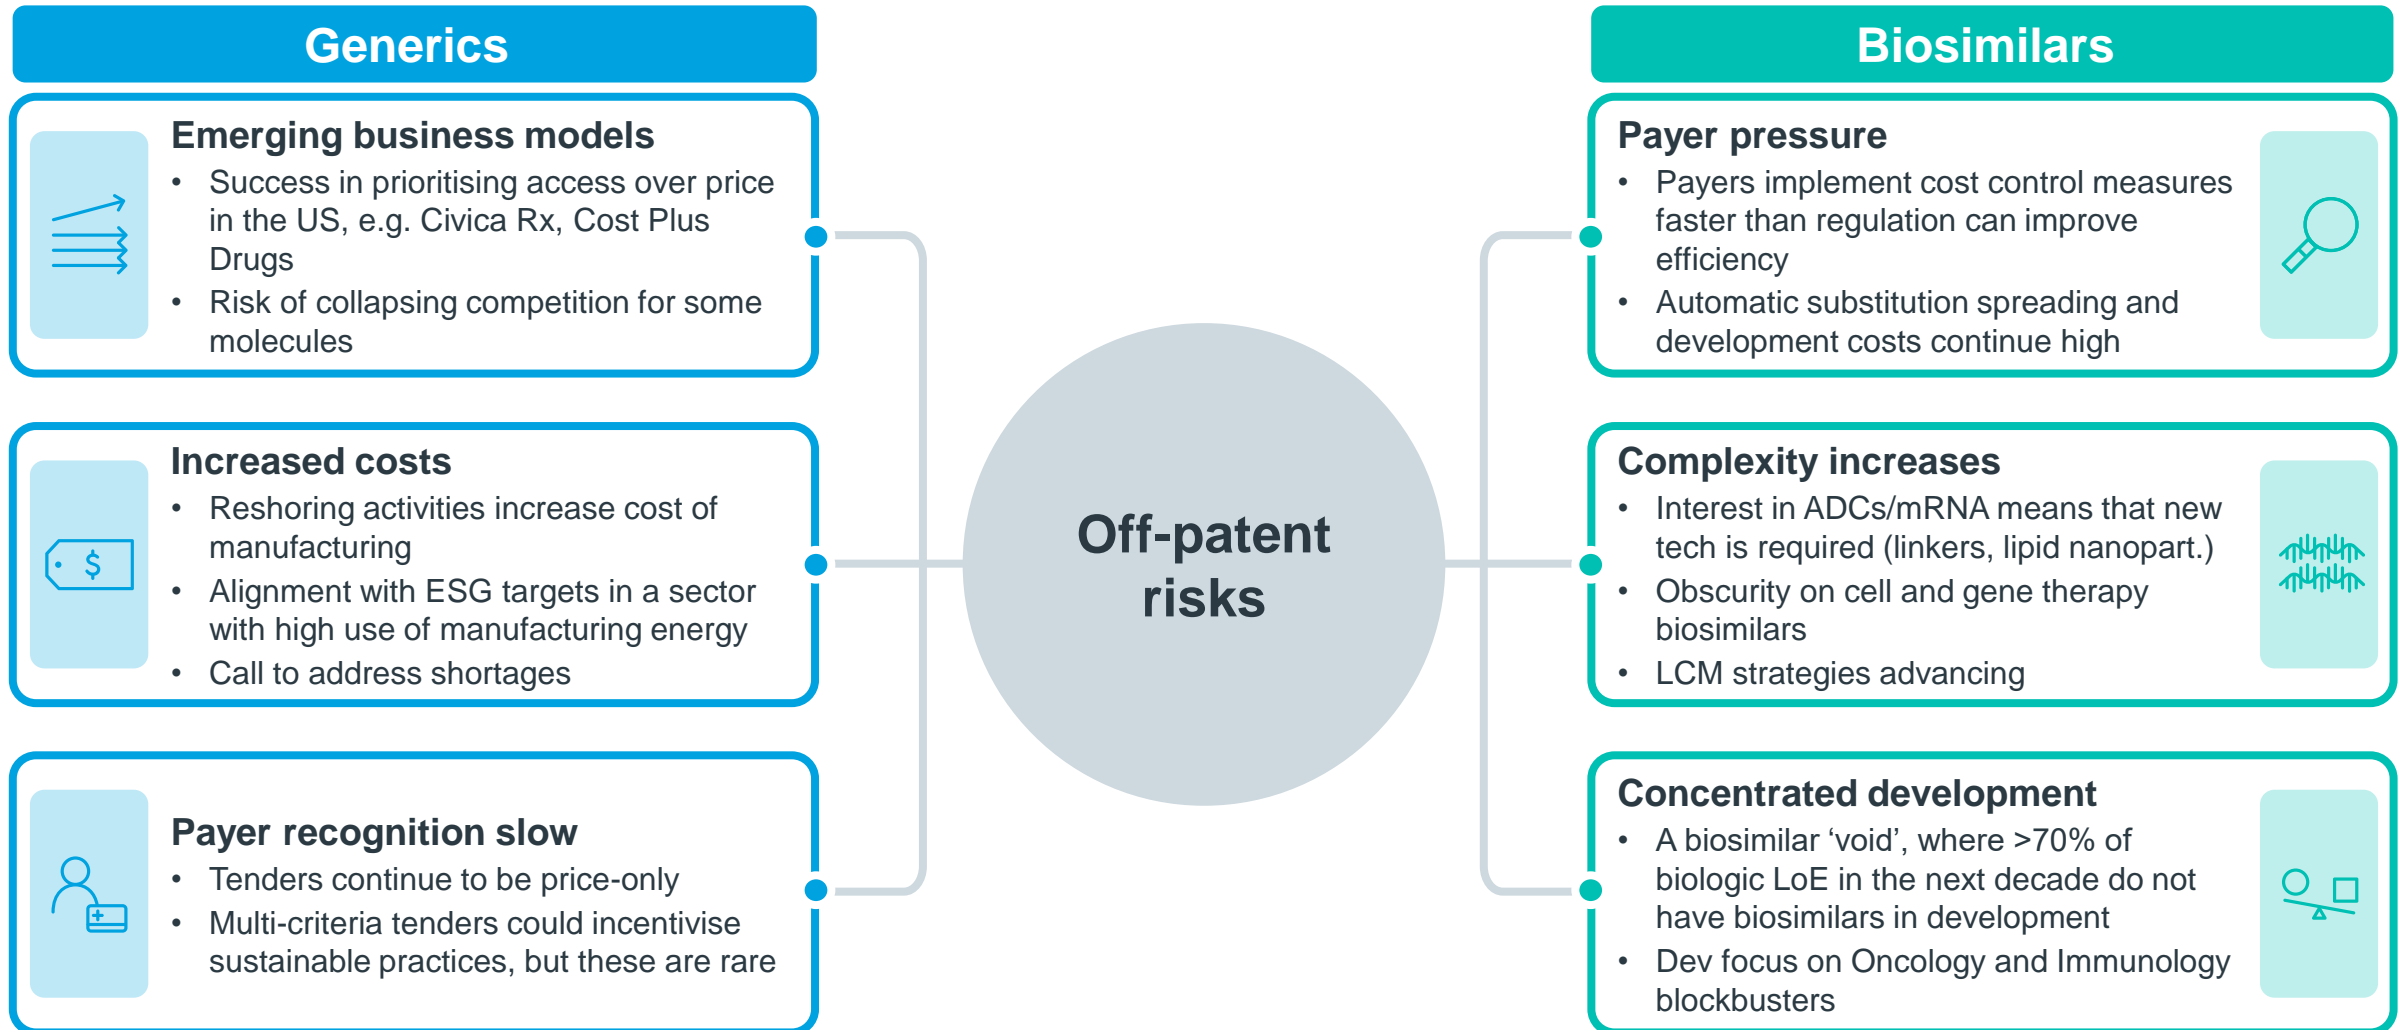 Generics
Emerging business models
• Success in prioritising access over price
in the US, e.g. Civica Rx, Cost Plus
Drugs
• Risk of collapsing competition for some
molecules
Increased costs
• Reshoring activities increase cost of
manufacturing
• Alignment with ESG targets in a sector
with high use of manufacturing energy
• Call to address shortages
$
Payer recognition slow
• Tenders continue to be price-only
• Multi-criteria tenders could incentivise
sustainable practices, but these are rare
Off-patent
risks
Biosimilars
Payer pressure
• Payers implement cost control measures
faster than regulation can improve
efficiency
• Automatic substitution spreading and
development costs continue high
Complexity increases
• Interest in ADCs/mRNA means that new
tech is required (linkers, lipid nanopart.)
• Obscurity on cell and gene therapy
biosimilars
• LCM strategies advancing
Concentrated development
• A biosimilar ‘void’, where >70% of
biologic LoE in the next decade do not
have biosimilars in development
• Dev focus on Oncology and Immunology
blockbusters